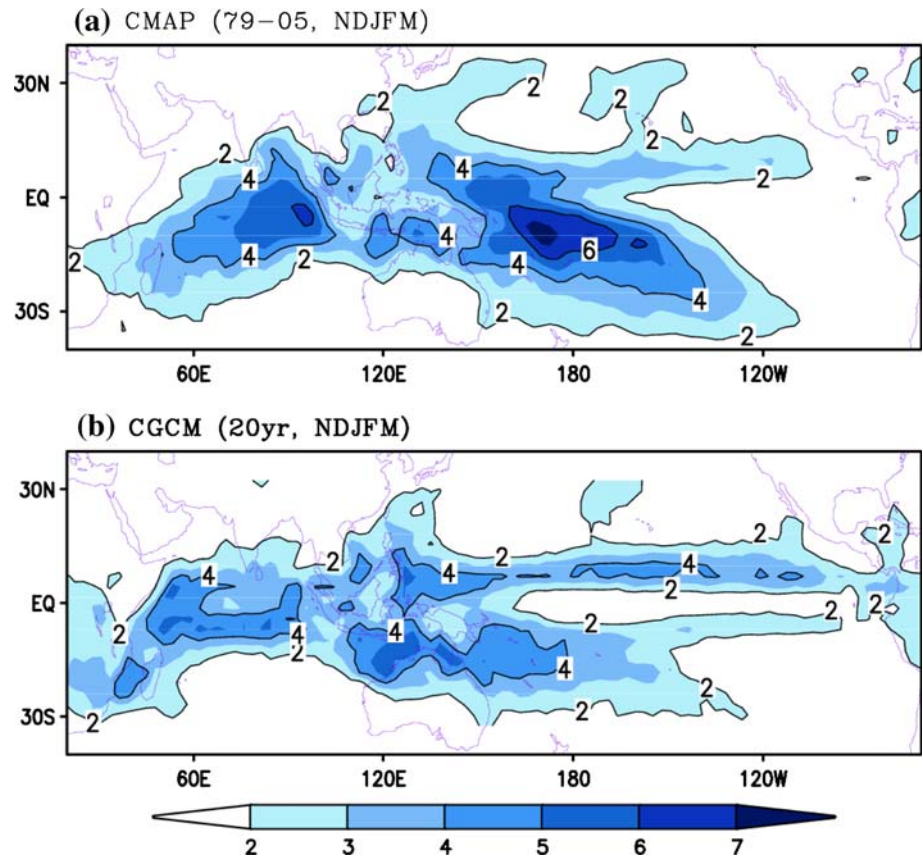 (a) CMAP (79−05, NDJFM)
30N
EQ
30S
2 2 2 2 2 2 2 2 2 2
4 4 4 4 4 4
6
60E 120E 180 120W
(b) CGCM (20yr, NDJFM)
30N
EQ
30S
2 2 2 2 2 2 2 2 2 2 2 2 2
4 4 4 4 4 4
60E 120E 180 120W
2 3 4 5 6 7